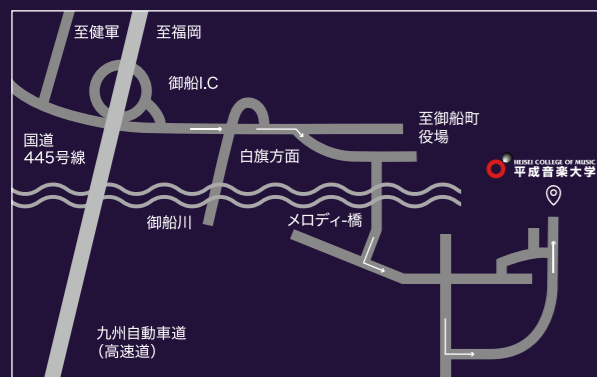 至健軍
至福岡
御船I.C
至御船町
役場
国道
445号線
白旗方面
HEISEI COLLEGE OF MUSIC
平成音楽大学
御船川
メロディ-橋
九州自動車道
（高速道）